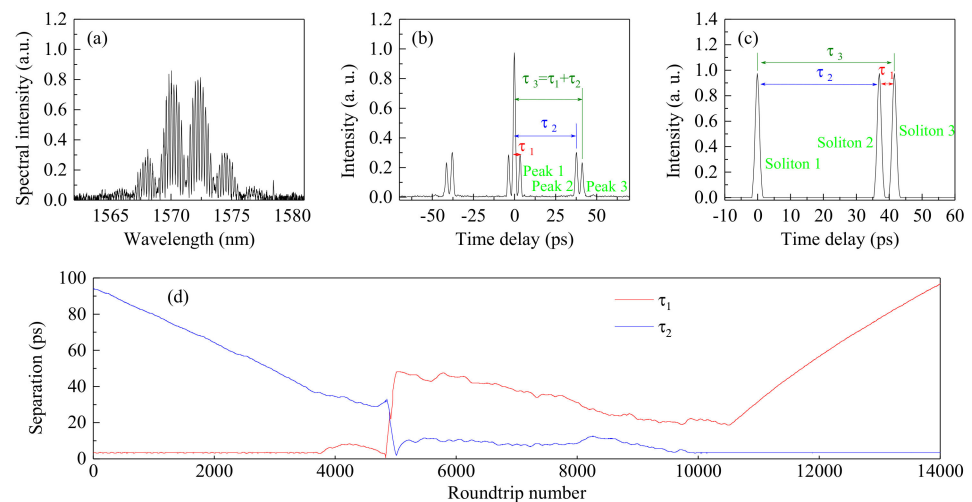 (a)
1.2
1.0
0.8
0.6
0.4
0.2
0.0
Spectral intensity (a.u.)
1565
1570
1575
1580
Wavelength (nm)
(b)
1.2
1.0
0.8
0.6
0.4
0.2
0.0
Intensity (a. u.)
τ3=τ1+τ2
τ2
τ1
Peak 1
Peak 2
Peak 3
-50
-25
0
25
50
Time delay (ps)
(c)
1.4
1.2
1.0
0.8
0.6
0.4
0.2
0.0
Intensity (a. u.)
τ3
τ2
τ1
Soliton 1
Soliton 2
Soliton 3
-10
0
10
20
30
40
50
60
Time delay (ps)
(d)
100
80
60
40
20
0
Separation (ps)
τ1
τ2
0
2000
4000
6000
8000
10000
12000
14000
Roundtrip number